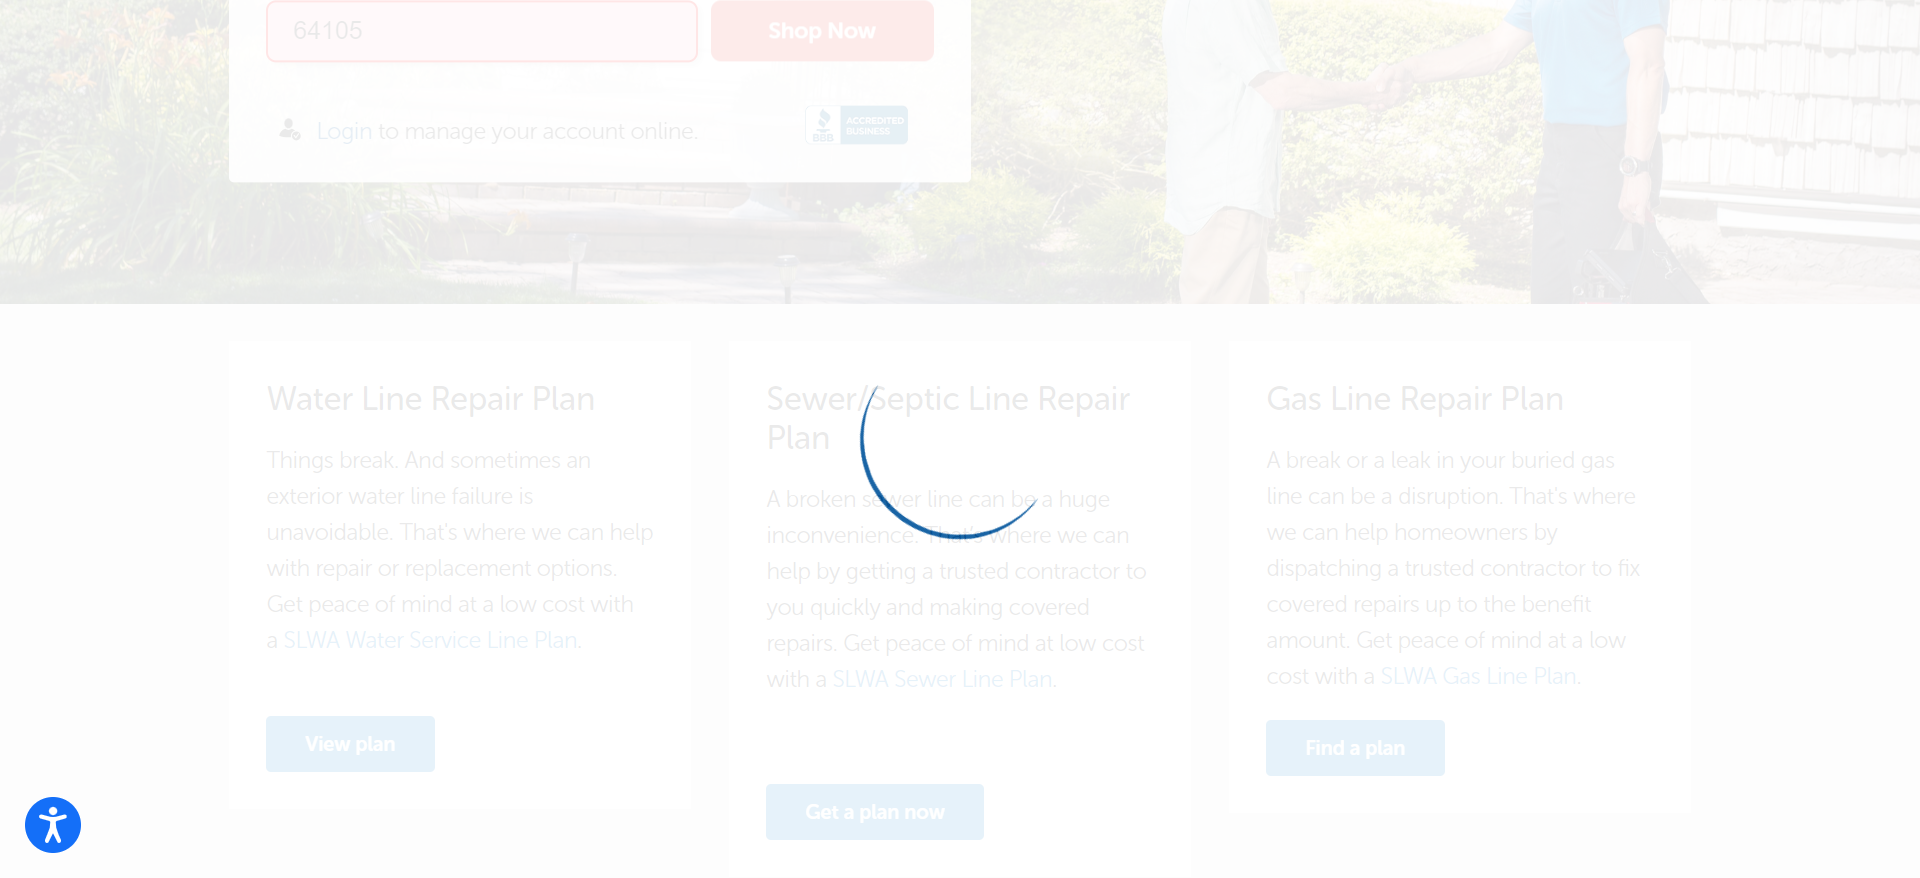 64105
Shop Now
Login to manage your account online.
BBB
ACCREDITED
BUSINESS
Water Line Repair Plan
Things break. And sometimes an
exterior water line failure is
unavoidable. That's where we can help
with repair or replacement options.
Get peace of mind at a low cost with
a SLWA Water Service Line Plan.
View plan
Sewer/Septic Line Repair
Plan
A broken sewer line can be a huge
inconvenience. That's where we can
help by getting a trusted contractor to
you quickly and making covered
repairs. Get peace of mind at low cost
with a SLWA Sewer Line Plan.
Get a plan now
Gas Line Repair Plan
A break or a leak in your buried gas
line can be a disruption. That's where
we can help homeowners by
dispatching a trusted contractor to fix
covered repairs up to the benefit
amount. Get peace of mind at a low
cost with a SLWA Gas Line Plan.
Find a plan